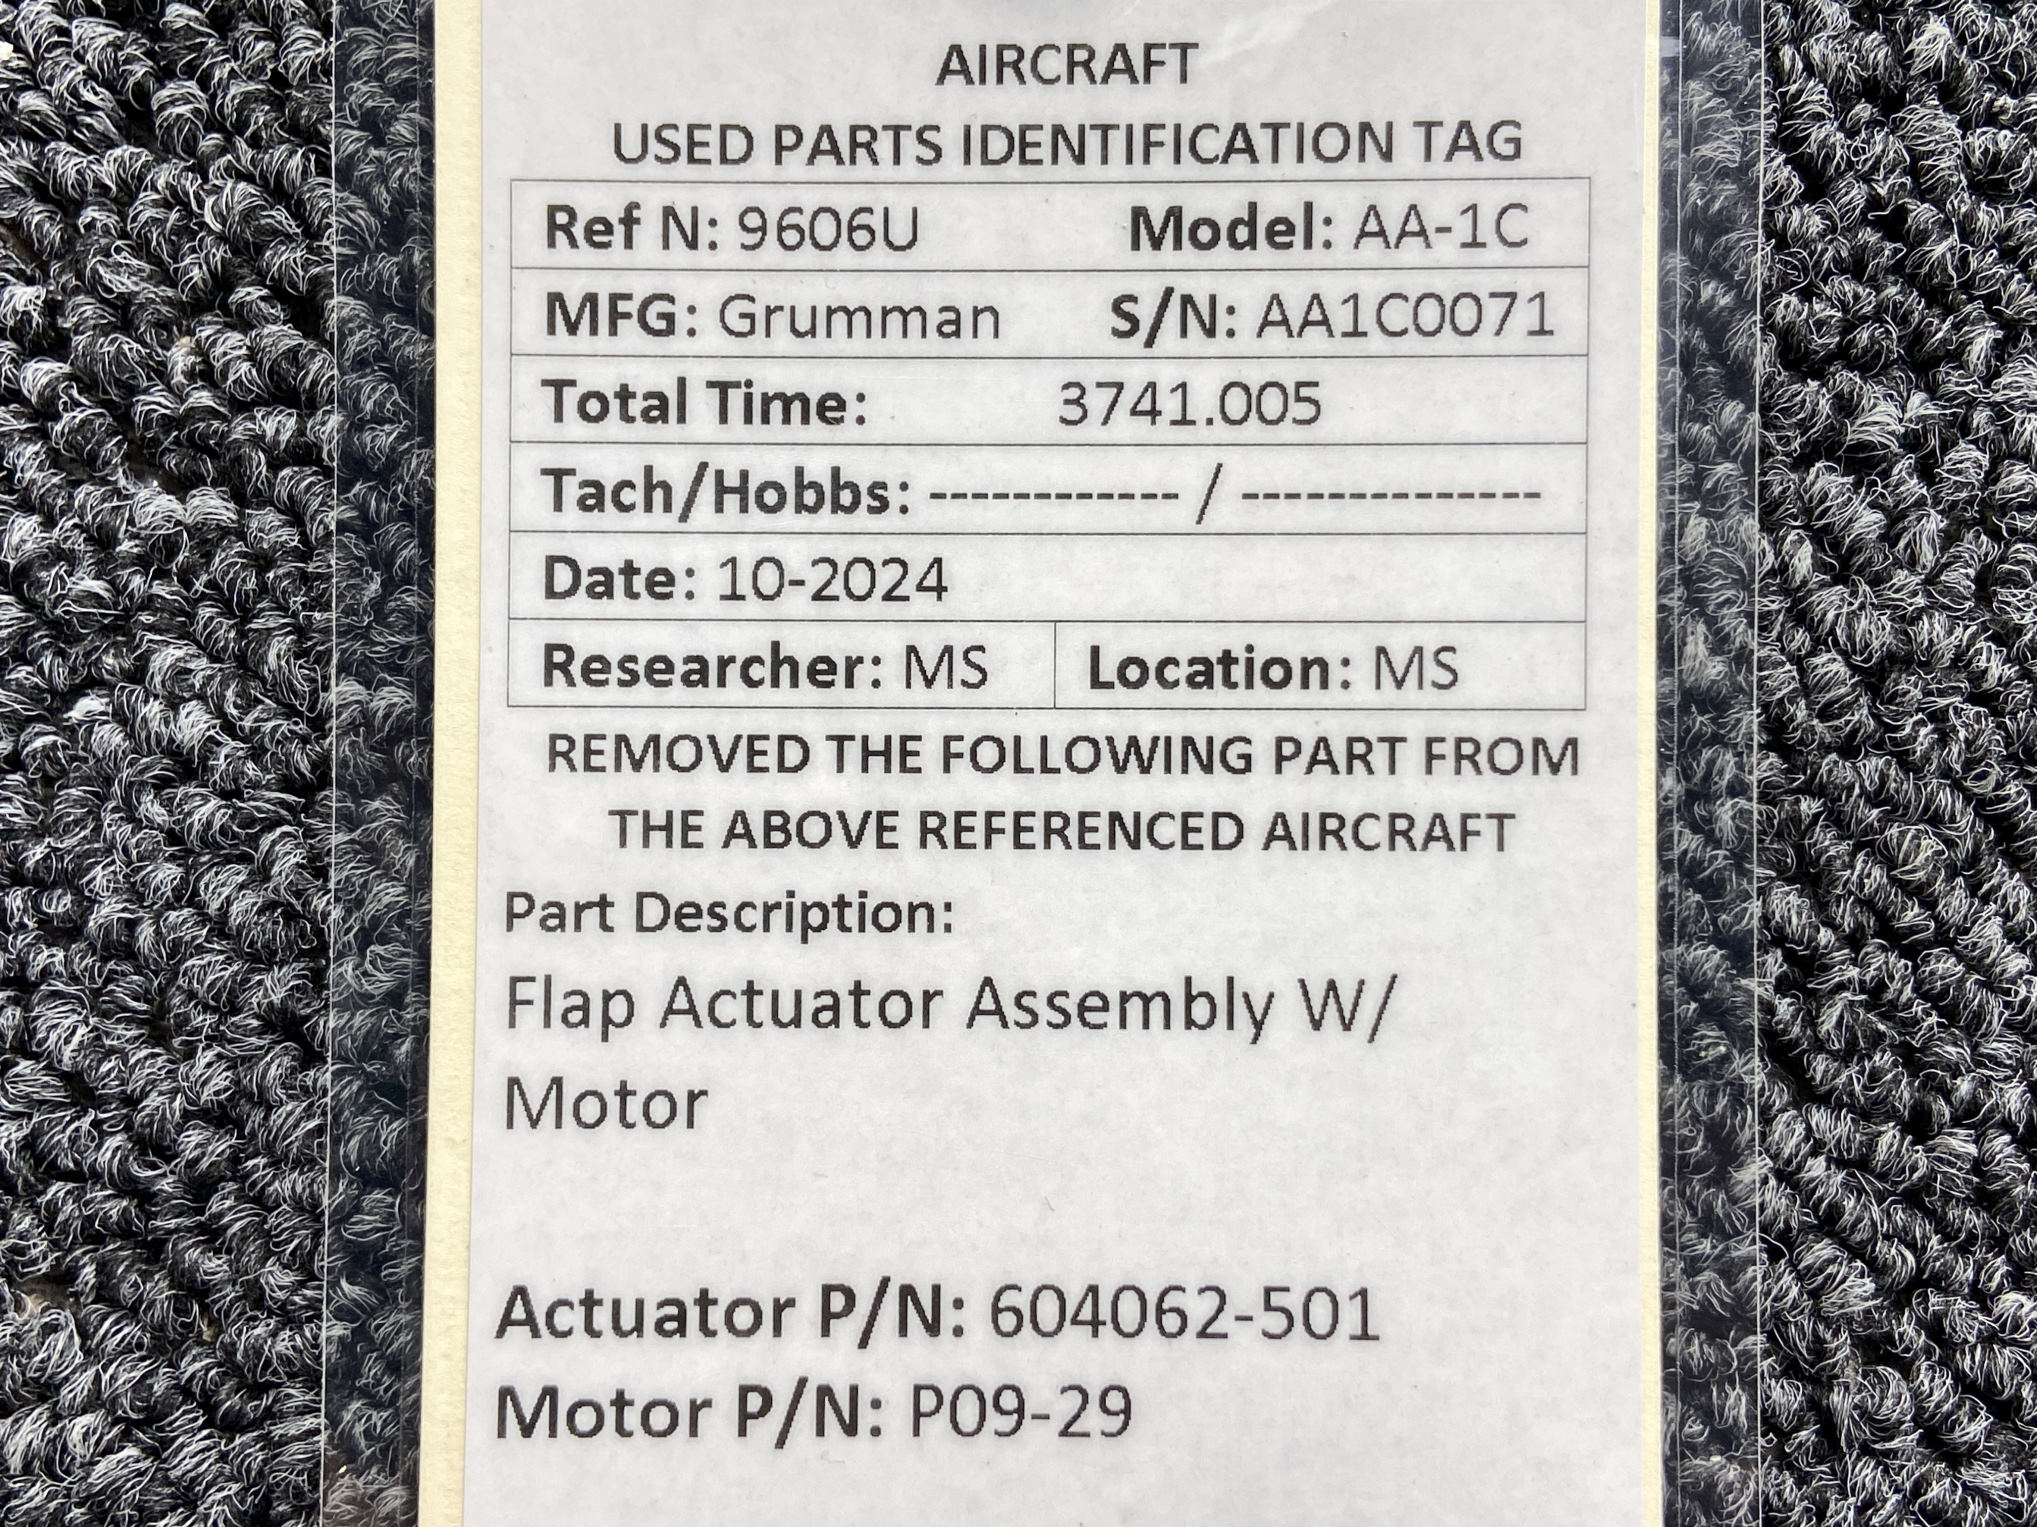 AIRCRAFT
USED PARTS IDENTIFICATION TAG
Ref N: 9606U Model: AA-1C
MFG: Grumman S/N: AA1C0071
Total Time: 3741.005
Tach/Hobbs: ------------ / --------------
Date: 10-2024
Researcher: MS Location: MS
REMOVED THE FOLLOWING PART FROM
THE ABOVE REFERENCED AIRCRAFT
Part Description:
Flap Actuator Assembly W/
Motor
Actuator P/N: 604062-501
Motor P/N: P09-29